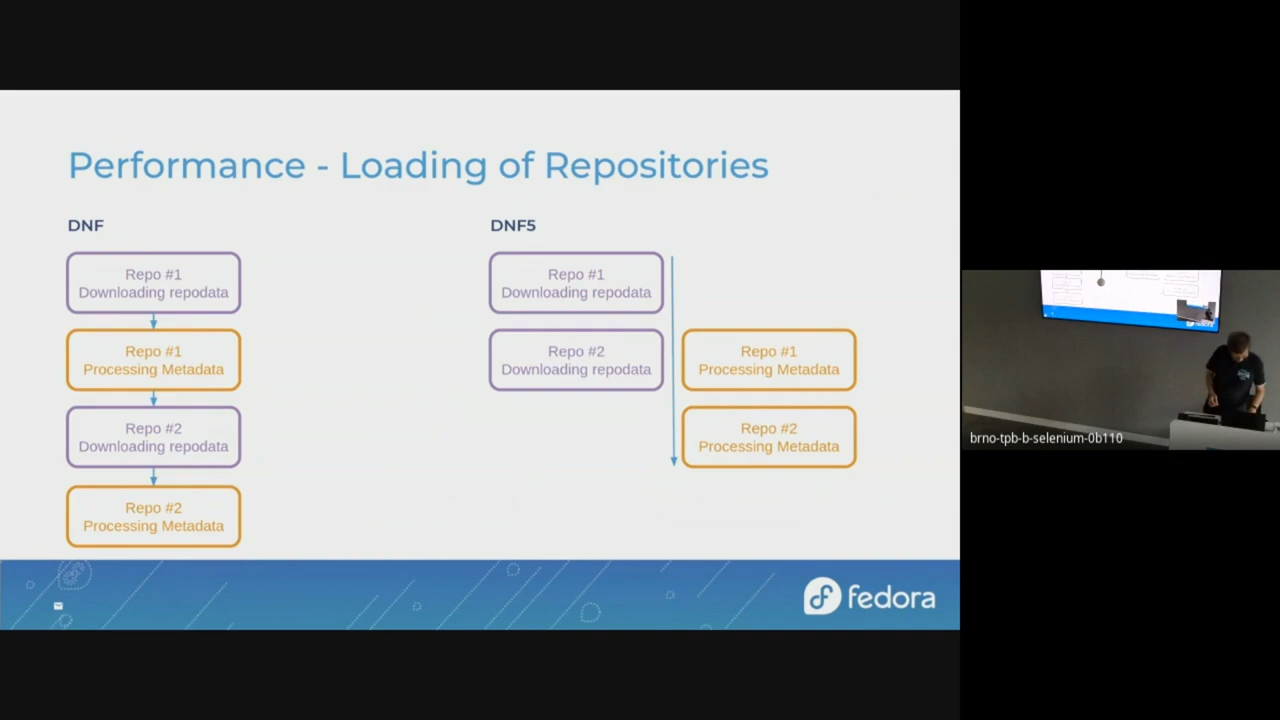 Performance - Loading of Repositories
DNF
Repo #1
Downloading repodata
Repo #1
Processing Metadata
Repo #2
Downloading repodata
Repo #2
Processing Metadata
DNF5
Repo #1
Downloading repodata
Repo #2
Downloading repodata
Repo #1
Processing Metadata
Repo #2
Processing Metadata
fedora
fedora
brno-tpb-b-selenium-0b110